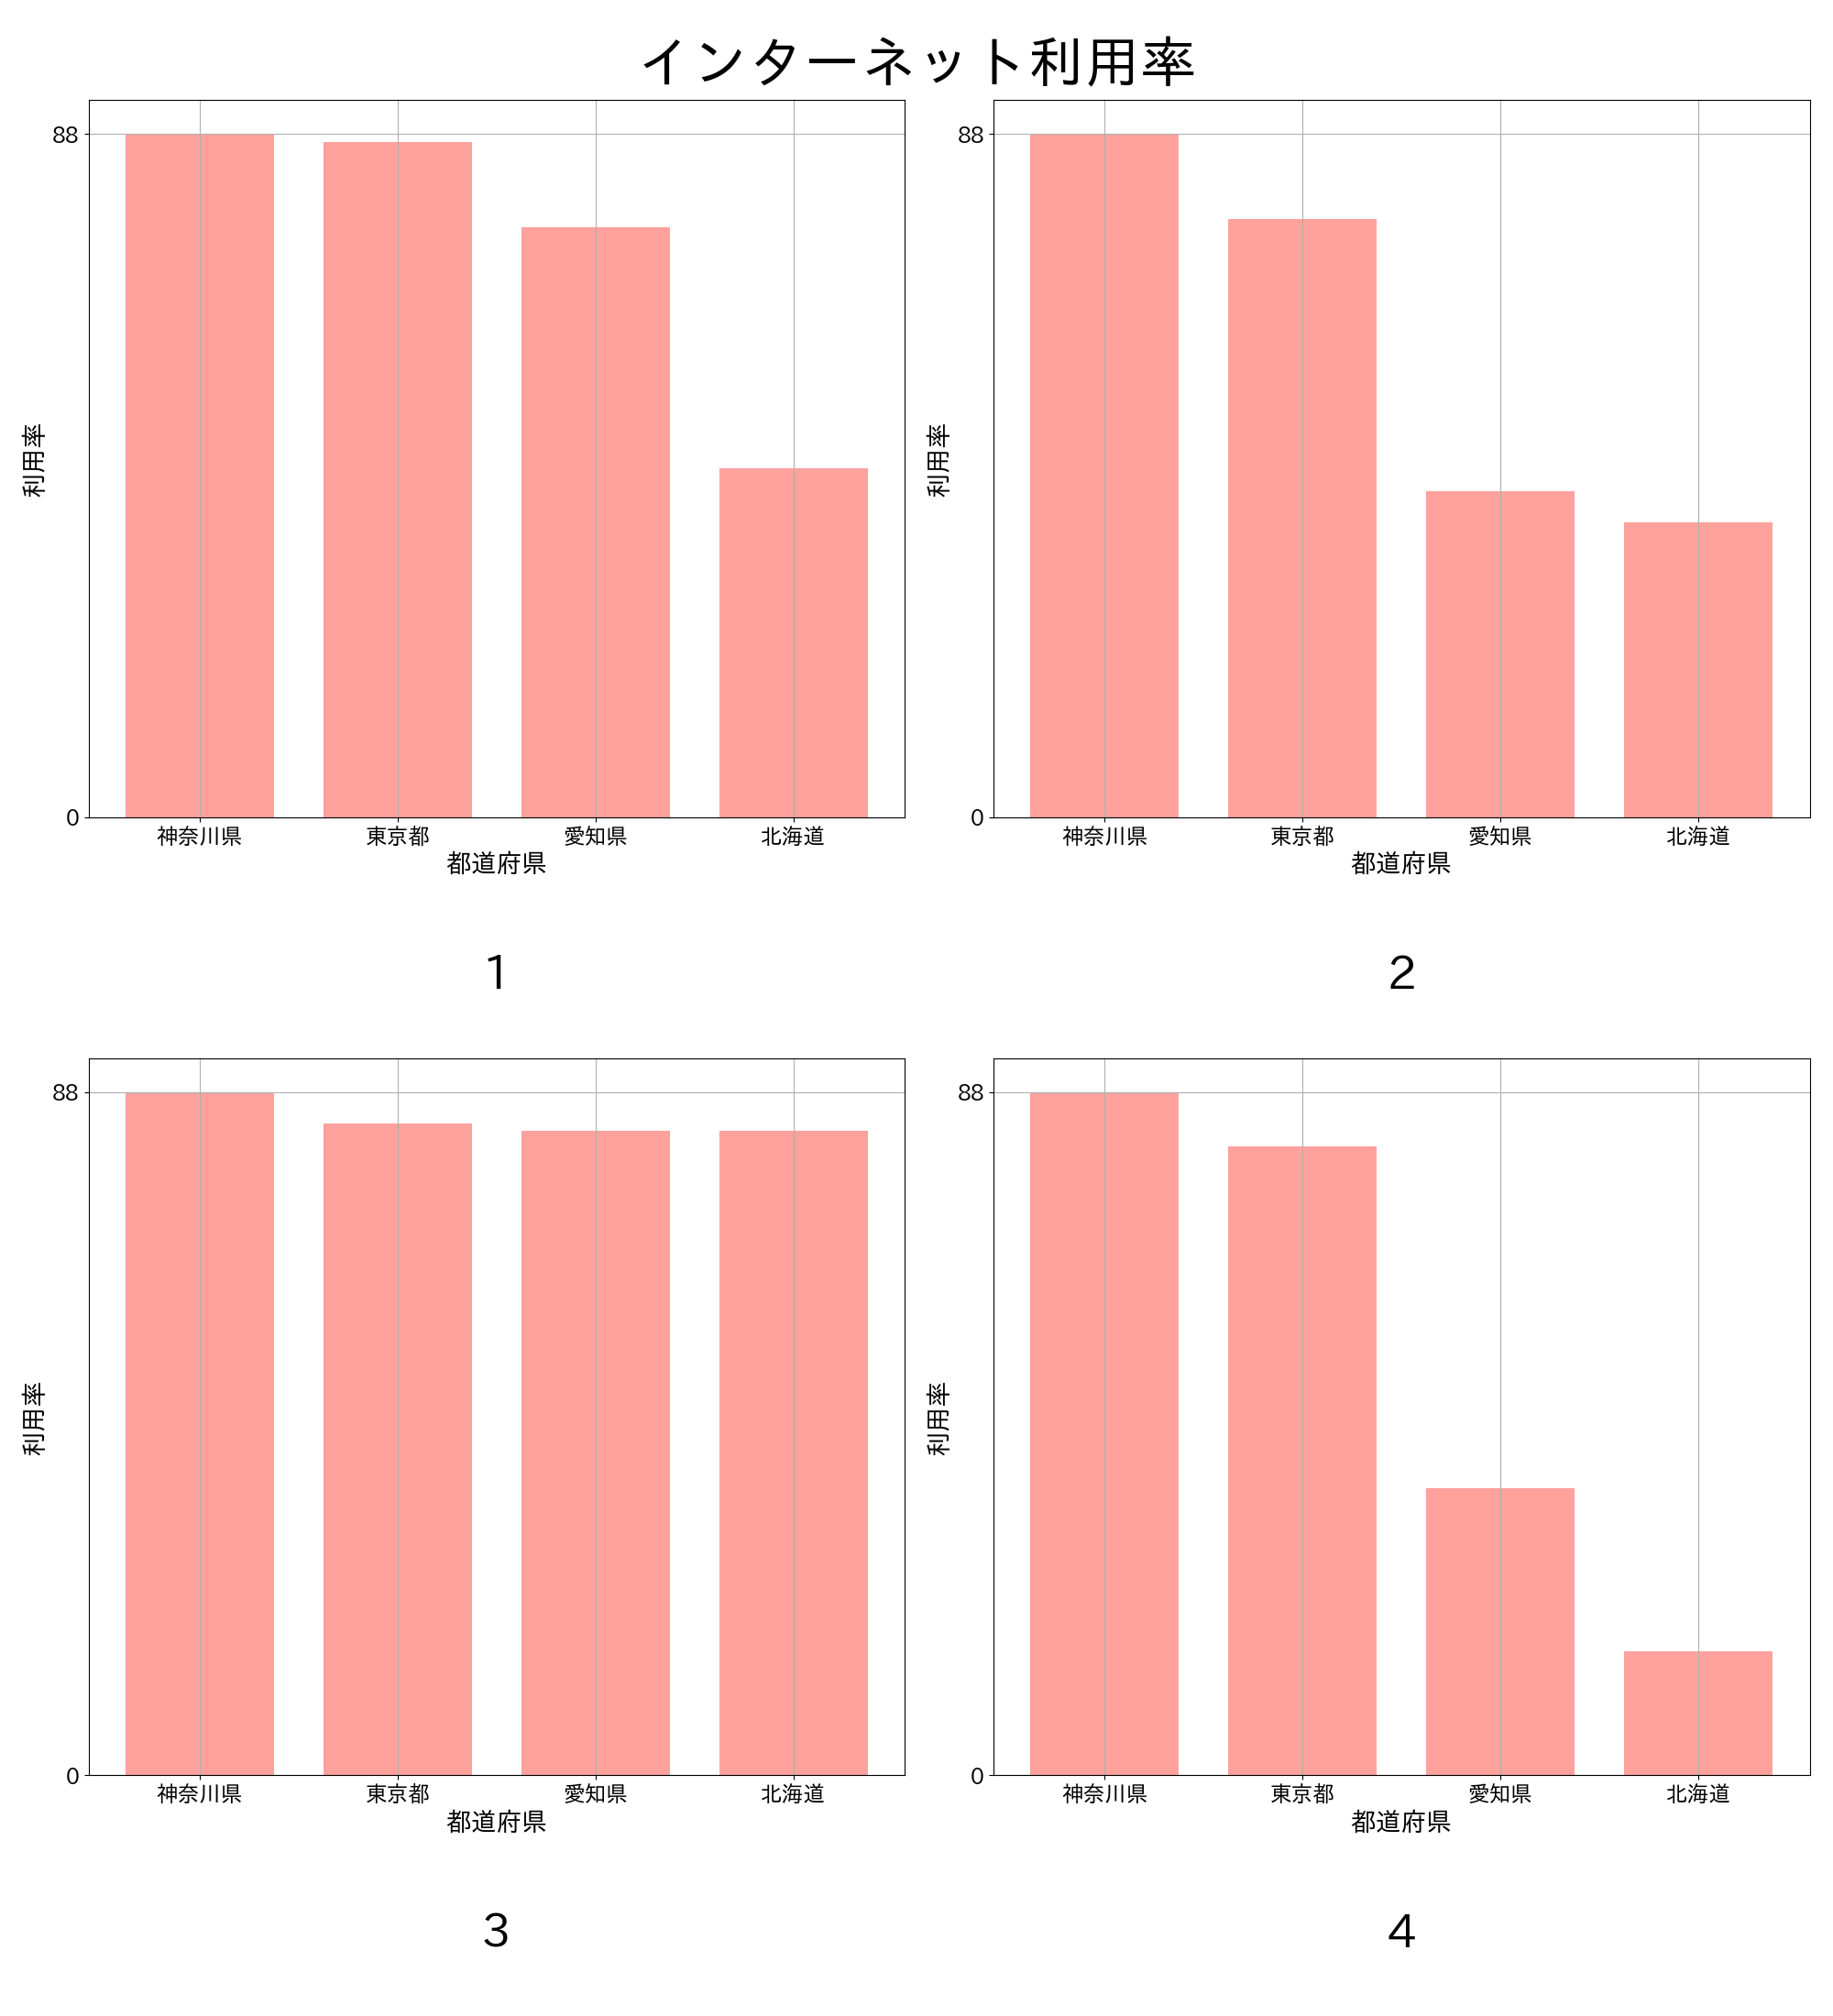 インターネット利用率
88
0
利用率
神奈川県 東京都 愛知県 北海道
都道府県
1
88
0
利用率
神奈川県 東京都 愛知県 北海道
都道府県
2
88
0
利用率
神奈川県 東京都 愛知県 北海道
都道府県
3
88
0
利用率
神奈川県 東京都 愛知県 北海道
都道府県
4